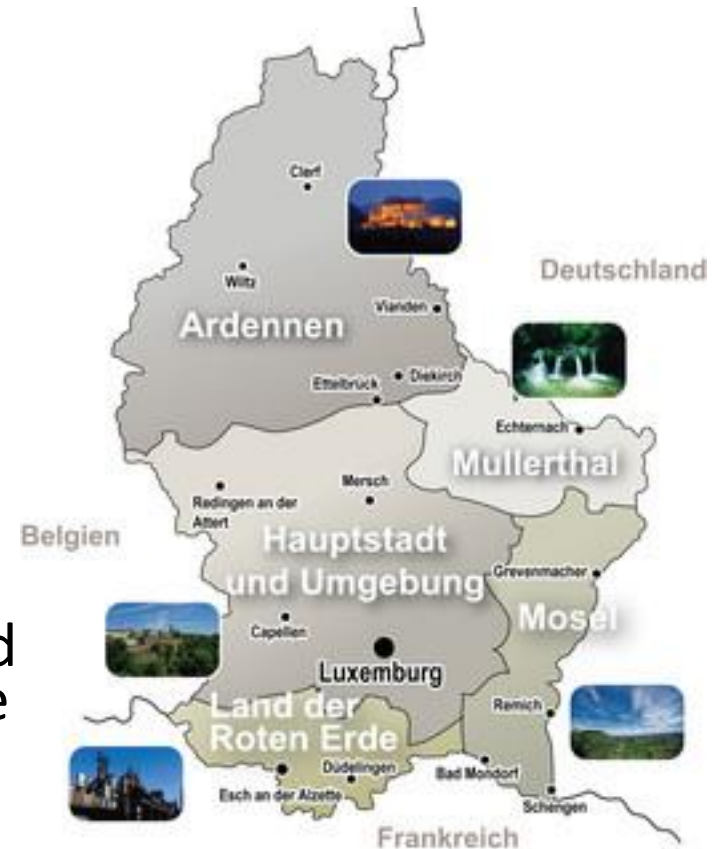 Clerf
Deutschland
Wiltz
Vianden
Ardennen
Diekirch
Ettelbrück
Echternach
Mullerthal
Mersch
Redingen an der
Attert
Belgien
Hauptstadt
und Umgebung
Grevenmacher
Mosel
Capellen
Luxemburg
Remich
Land der
Roten Erde
Düdelingen
Bad Mondorf
Esch an der Alzette
Schengen
Frankreich
d
e